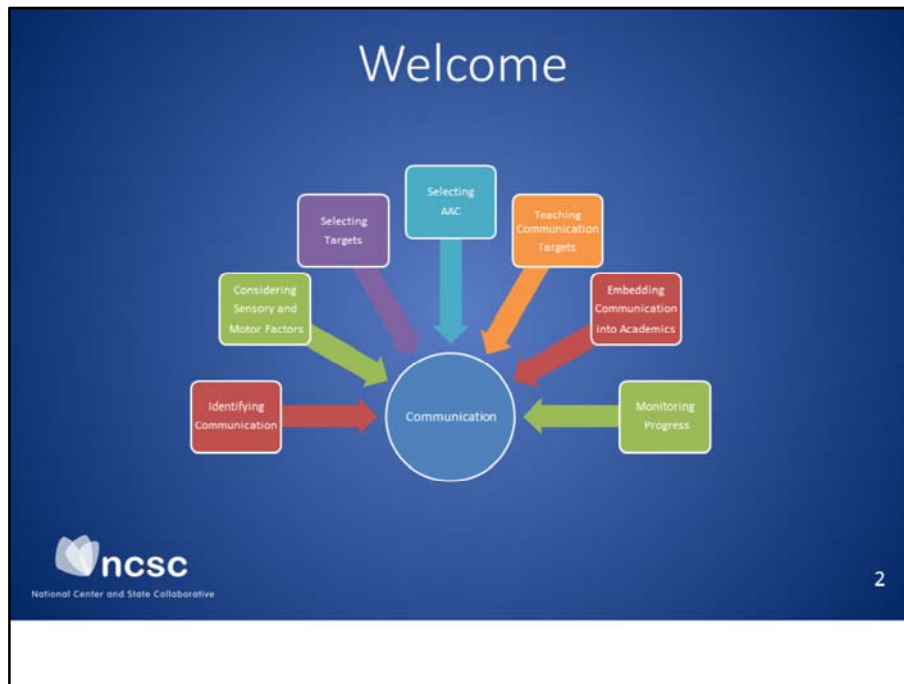 Welcome
Selecting
AAC
Selecting
Targets
Teaching
Communication
Targets
Considering
Sensory and
Motor Factors
Embedding
Communication
into Academics
Identifying
Communication
Communication
Monitoring
Progress
ncsc
National Center and State Collaborative
2